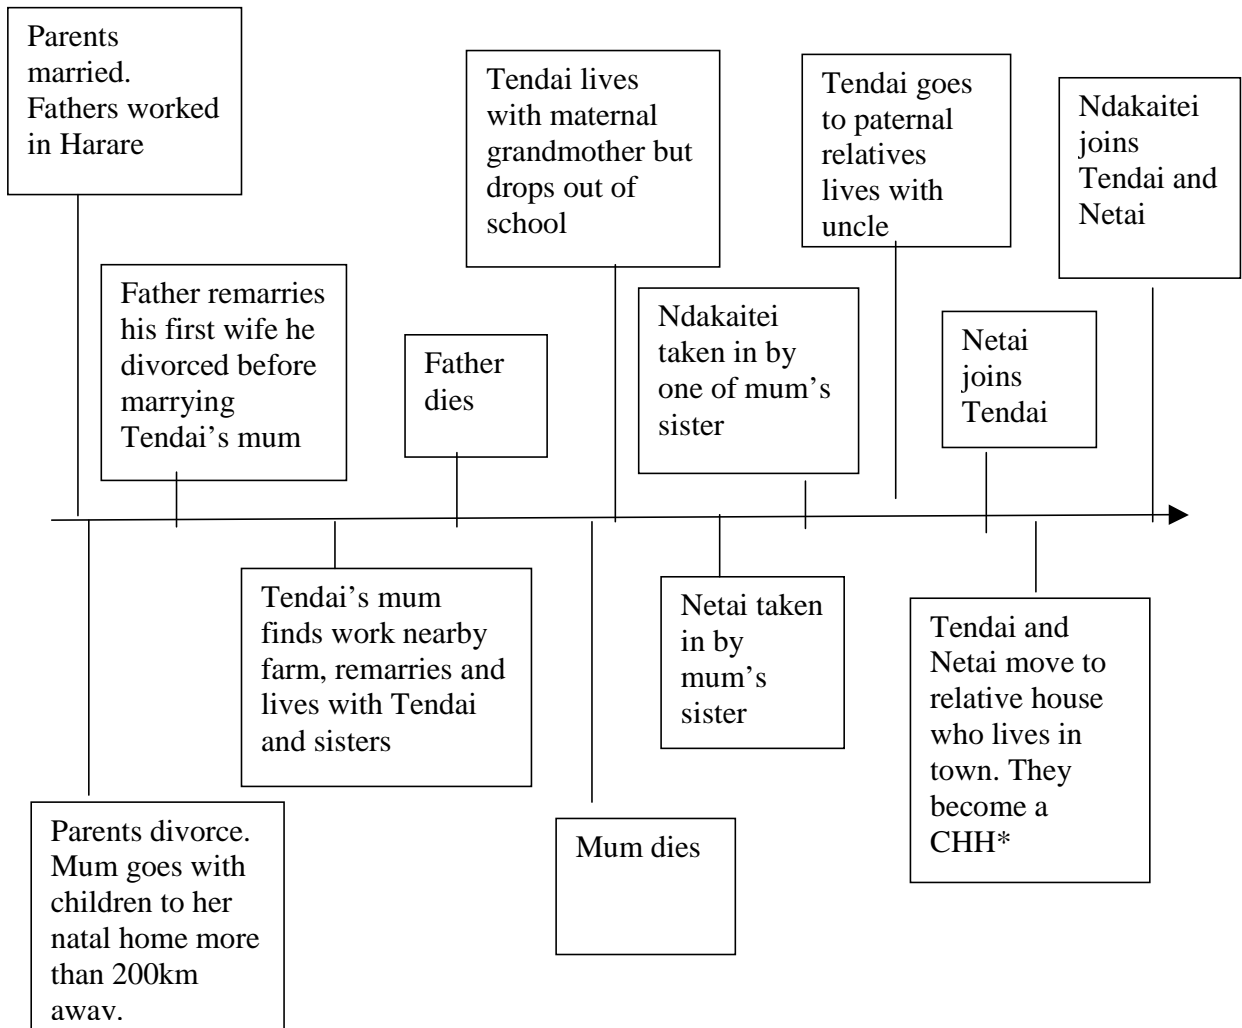 Parents
married.
Fathers worked
in Harare
Father remarries
his first wife he
divorced before
marrying
Tendai’s mum
Father
dies
Tendai lives
with maternal
grandmother but
drops out of
school
Ndakaitei
taken in by
one of mum’s
sister
Tendai goes
to paternal
relatives
lives with
uncle
Netai
joins
Tendai
Ndakaitei
joins
Tendai and
Netai
Parents divorce.
Mum goes with
children to her
natal home more
than 200km
away.
Tendai’s mum
finds work nearby
farm, remarries and
lives with Tendai
and sisters
Mum dies
Netai taken
in by
mum’s
sister
Tendai and
Netai move to
relative house
who lives in
town. They
become a
CHH*